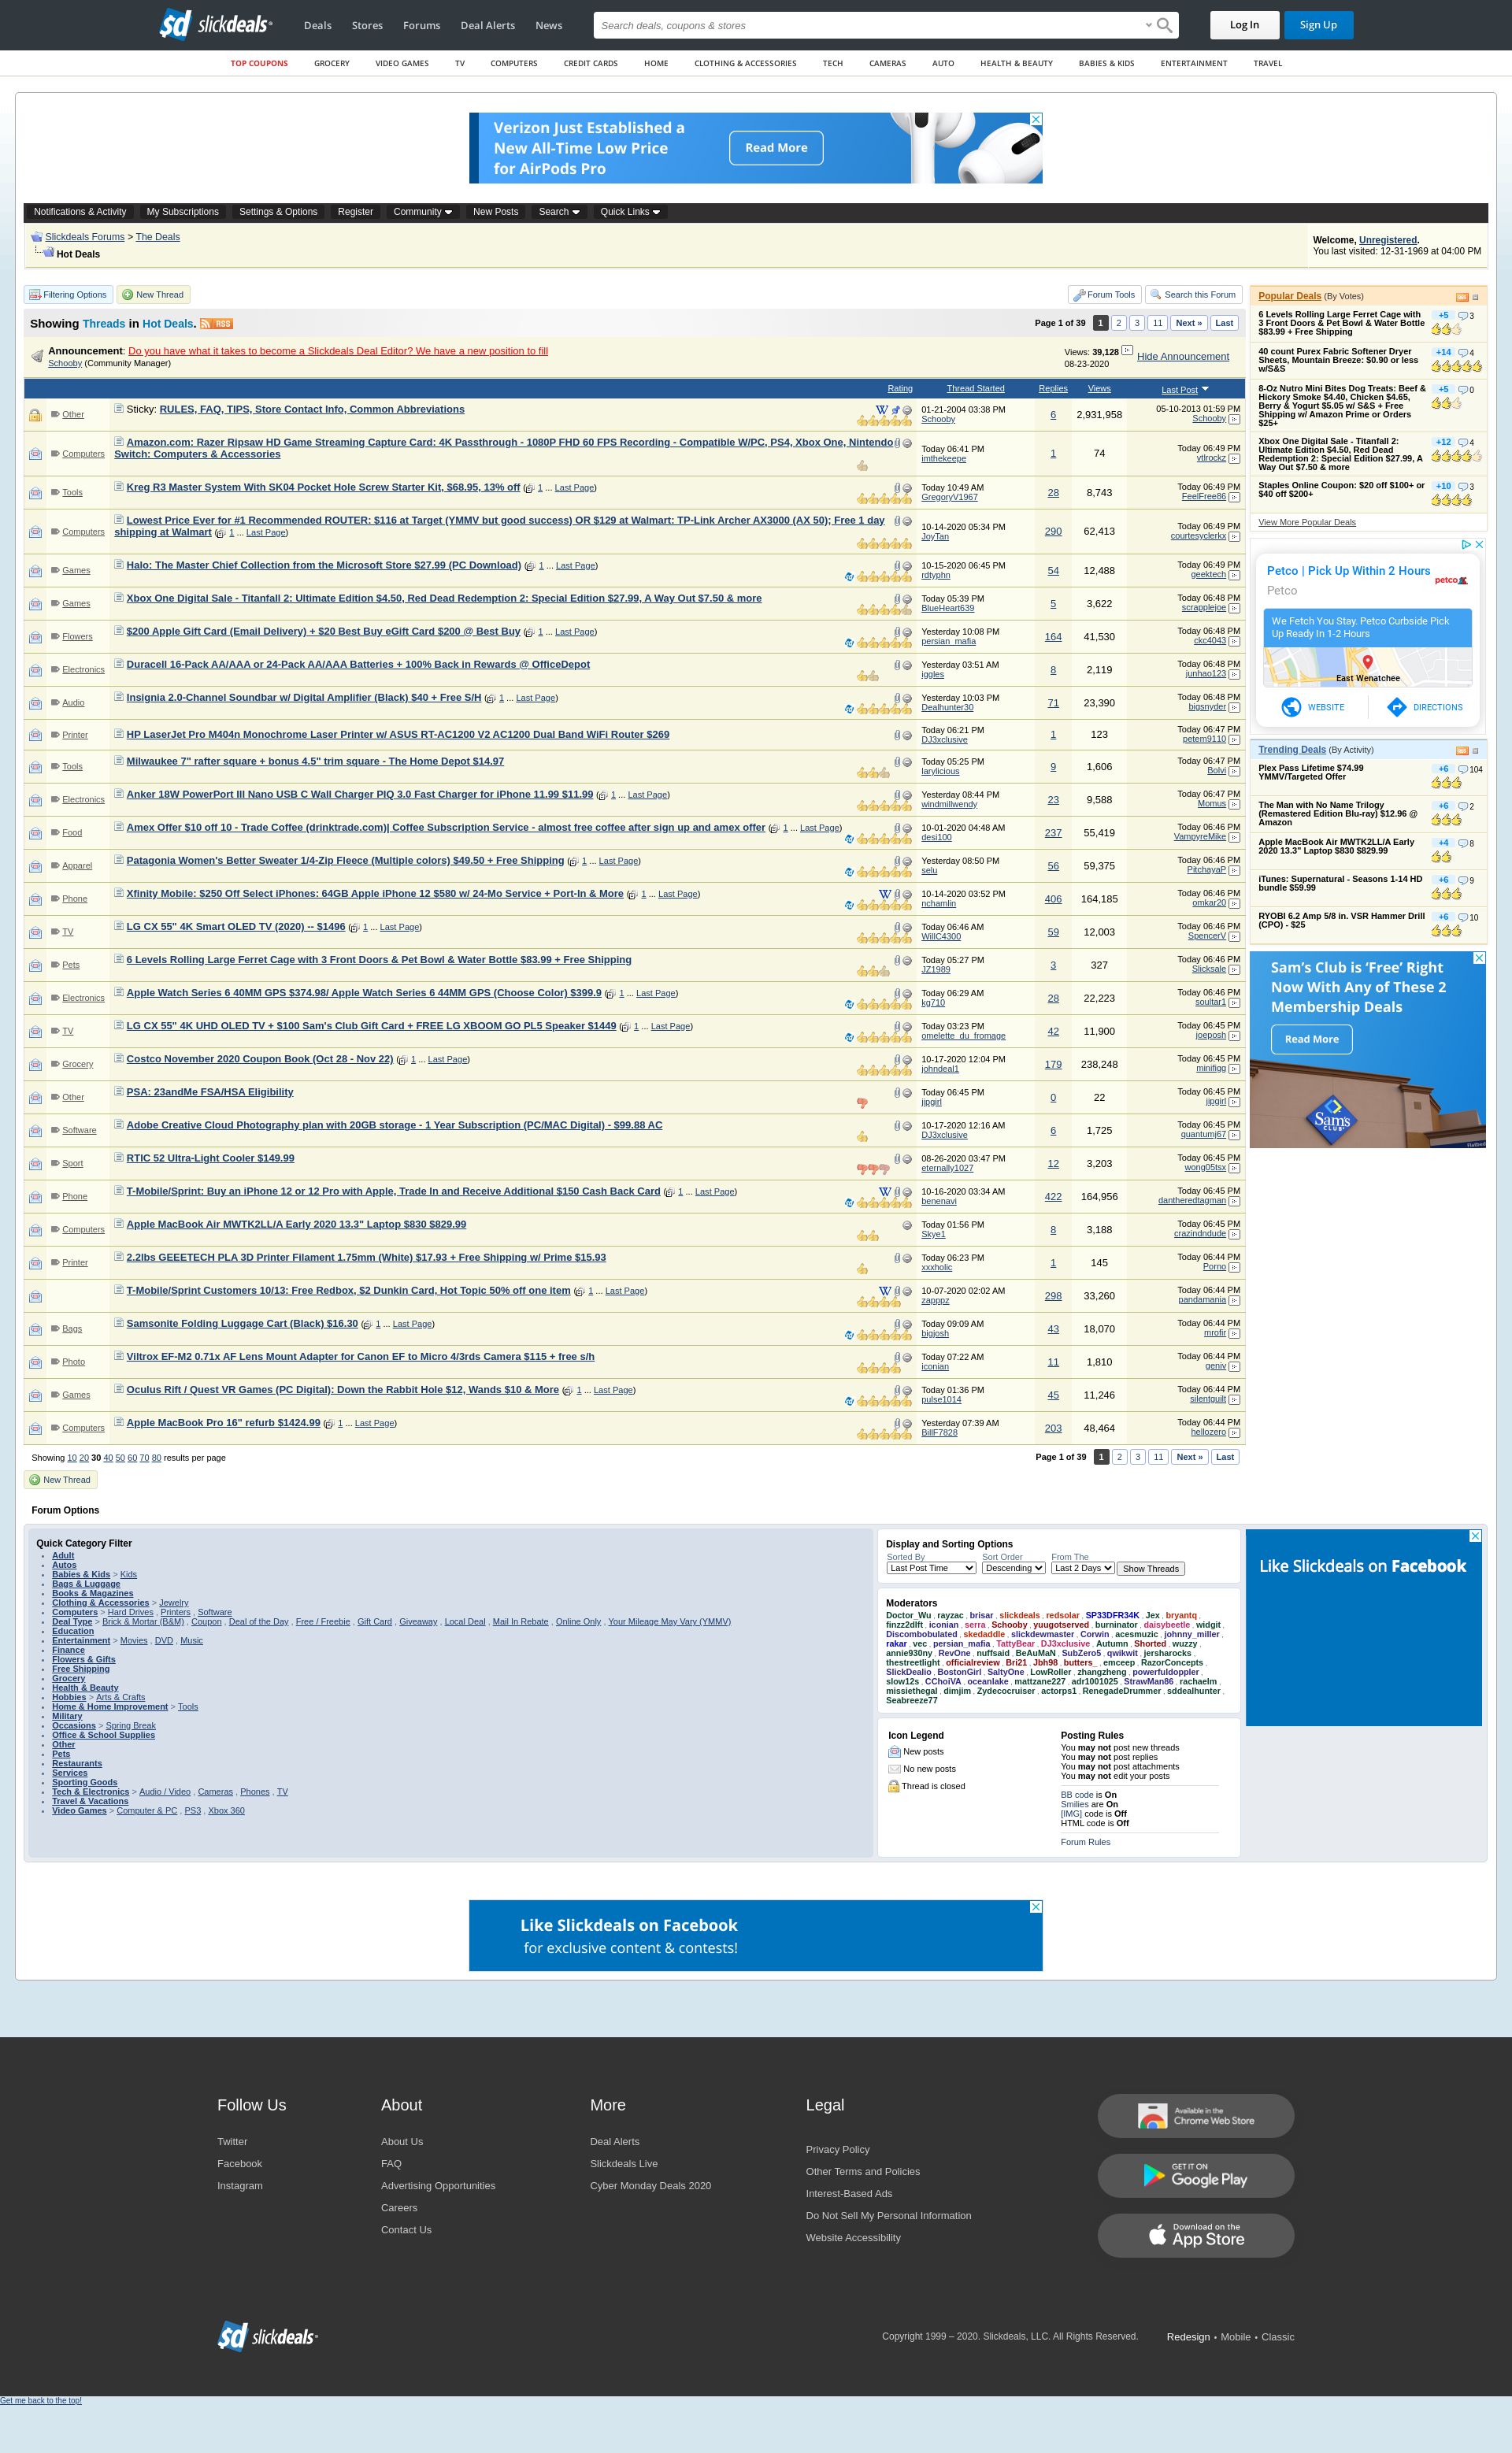 slickdeals
Deals Stores Forums Deal Alerts News
Search deals, coupons & stores
Log In Sign Up
TOP COUPONS GROCERY VIDEO GAMES TV COMPUTERS CREDIT CARDS HOME CLOTHING & ACCESSORIES TECH CAMERAS AUTO HEALTH & BEAUTY BABIES & KIDS ENTERTAINMENT TRAVEL
Verizon Just Established a
New All-Time Low Price
for AirPods Pro
Read More
Notifications & Activity My Subscriptions Settings & Options Register Community New Posts Search Quick Links
Slickdeals Forums > The Deals
Hot Deals
Welcome, Unregistered.
You last visited: 12-31-1969 at 04:00 PM
Filtering Options New Thread Forum Tools Search this Forum
Showing Threads in Hot Deals. RSS
Page 1 of 39 1 2 3 11 Next » Last
Announcement: Do you have what it takes to become a Slickdeals Deal Editor? We have a new position to fill
Schooby (Community Manager)
Views: 39,128
08-23-2020
Hide Announcement
Rating Thread Started Replies Views Last Post
Other Sticky: RULES, FAQ, TIPS, Store Contact Info, Common Abbreviations 01-21-2004 03:38 PM Schooby 6 2,931,958 05-10-2013 01:59 PM Schooby
Computers Amazon.com: Razer Ripsaw HD Game Streaming Capture Card: 4K Passthrough - 1080P FHD 60 FPS Recording - Compatible W/PC, PS4, Xbox One, Nintendo Switch: Computers & Accessories Today 06:41 PM imthekeepe 1 74 Today 06:49 PM vtlrockz
Tools Kreg R3 Master System With SK04 Pocket Hole Screw Starter Kit, $68.95, 13% off ( 1 ... Last Page) Today 10:49 AM GregoryV1967 28 8,743 Today 06:49 PM FeelFree86
Computers Lowest Price Ever for #1 Recommended ROUTER: $116 at Target (YMMV but good success) OR $129 at Walmart: TP-Link Archer AX3000 (AX 50); Free 1 day shipping at Walmart ( 1 ... Last Page) 10-14-2020 05:34 PM JoyTan 290 62,413 Today 06:49 PM courtesyclerkx
Games Halo: The Master Chief Collection from the Microsoft Store $27.99 (PC Download) ( 1 ... Last Page) 10-15-2020 06:45 PM rdtyphn 54 12,488 Today 06:49 PM geektech
Games Xbox One Digital Sale - Titanfall 2: Ultimate Edition $4.50, Red Dead Redemption 2: Special Edition $27.99, A Way Out $7.50 & more Today 05:39 PM BlueHeart639 5 3,622 Today 06:48 PM scrapplejoe
Flowers $200 Apple Gift Card (Email Delivery) + $20 Best Buy eGift Card $200 @ Best Buy ( 1 ... Last Page) Yesterday 10:08 PM persian_mafia 164 41,530 Today 06:48 PM ckc4043
Electronics Duracell 16-Pack AA/AAA or 24-Pack AA/AAA Batteries + 100% Back in Rewards @ OfficeDepot Yesterday 03:51 AM iggles 8 2,119 Today 06:48 PM junhao123
Audio Insignia 2.0-Channel Soundbar w/ Digital Amplifier (Black) $40 + Free S/H ( 1 ... Last Page) Yesterday 10:03 PM Dealhunter30 71 23,390 Today 06:48 PM bigsnyder
Printer HP LaserJet Pro M404n Monochrome Laser Printer w/ ASUS RT-AC1200 V2 AC1200 Dual Band WiFi Router $269 Today 06:21 PM DJ3xclusive 1 123 Today 06:47 PM petem9110
Tools Milwaukee 7" rafter square + bonus 4.5" trim square - The Home Depot $14.97 Today 05:25 PM larylicious 9 1,606 Today 06:47 PM Bolvi
Electronics Anker 18W PowerPort III Nano USB C Wall Charger PIQ 3.0 Fast Charger for iPhone 11.99 $11.99 ( 1 ... Last Page) Yesterday 08:44 PM windmillwendy 23 9,588 Today 06:47 PM Momus
Food Amex Offer $10 off 10 - Trade Coffee (drinktrade.com)| Coffee Subscription Service - almost free coffee after sign up and amex offer ( 1 ... Last Page) 10-01-2020 04:48 AM desi100 237 55,419 Today 06:46 PM VampyreMike
Apparel Patagonia Women's Better Sweater 1/4-Zip Fleece (Multiple colors) $49.50 + Free Shipping ( 1 ... Last Page) Yesterday 08:50 PM selu 56 59,375 Today 06:46 PM PitchayaP
Phone Xfinity Mobile: $250 Off Select iPhones: 64GB Apple iPhone 12 $580 w/ 24-Mo Service + Port-In & More ( 1 ... Last Page) 10-14-2020 03:52 PM nchamlin 406 164,185 Today 06:46 PM omkar20
TV LG CX 55" 4K Smart OLED TV (2020) -- $1496 ( 1 ... Last Page) Today 06:46 AM WillC4300 59 12,003 Today 06:46 PM SpencerV
Pets 6 Levels Rolling Large Ferret Cage with 3 Front Doors & Pet Bowl & Water Bottle $83.99 + Free Shipping Today 05:27 PM JZ1989 3 327 Today 06:46 PM Slicksale
Electronics Apple Watch Series 6 40MM GPS $374.98/ Apple Watch Series 6 44MM GPS (Choose Color) $399.9 ( 1 ... Last Page) Today 06:29 AM kg710 28 22,223 Today 06:46 PM soultar1
TV LG CX 55" 4K UHD OLED TV + $100 Sam's Club Gift Card + FREE LG XBOOM GO PL5 Speaker $1449 ( 1 ... Last Page) Today 03:23 PM omelette_du_fromage 42 11,900 Today 06:45 PM joeposh
Grocery Costco November 2020 Coupon Book (Oct 28 - Nov 22) ( 1 ... Last Page) 10-17-2020 12:04 PM johndeal1 179 238,248 Today 06:45 PM minifigg
Other PSA: 23andMe FSA/HSA Eligibility Today 06:45 PM jjpgirl 0 22 Today 06:45 PM jjpgirl
Software Adobe Creative Cloud Photography plan with 20GB storage - 1 Year Subscription (PC/MAC Digital) - $99.88 AC 10-17-2020 12:16 AM DJ3xclusive 6 1,725 Today 06:45 PM quantumj67
Sport RTIC 52 Ultra-Light Cooler $149.99 08-26-2020 03:47 PM eternally1027 12 3,203 Today 06:45 PM wong05tsx
Phone T-Mobile/Sprint: Buy an iPhone 12 or 12 Pro with Apple, Trade In and Receive Additional $150 Cash Back Card ( 1 ... Last Page) 10-16-2020 03:34 AM benenavi 422 164,956 Today 06:45 PM dantheredtagman
Computers Apple MacBook Air MWTK2LL/A Early 2020 13.3" Laptop $830 $829.99 Today 01:56 PM Skye1 8 3,188 Today 06:45 PM crazindndude
Printer 2.2lbs GEEETECH PLA 3D Printer Filament 1.75mm (White) $17.93 + Free Shipping w/ Prime $15.93 Today 06:23 PM xxxholic 1 145 Today 06:44 PM Porno
T-Mobile/Sprint Customers 10/13: Free Redbox, $2 Dunkin Card, Hot Topic 50% off one item ( 1 ... Last Page) 10-07-2020 02:02 AM zapppz 298 33,260 Today 06:44 PM pandamania
Bags Samsonite Folding Luggage Cart (Black) $16.30 ( 1 ... Last Page) Today 09:09 AM bigjosh 43 18,070 Today 06:44 PM mrofir
Photo Viltrox EF-M2 0.71x AF Lens Mount Adapter for Canon EF to Micro 4/3rds Camera $115 + free s/h Today 07:22 AM iconian 11 1,810 Today 06:44 PM geniv
Games Oculus Rift / Quest VR Games (PC Digital): Down the Rabbit Hole $12, Wands $10 & More ( 1 ... Last Page) Today 01:36 PM pulse1014 45 11,246 Today 06:44 PM silentguilt
Computers Apple MacBook Pro 16" refurb $1424.99 ( 1 ... Last Page) Yesterday 07:39 AM BillF7828 203 48,464 Today 06:44 PM hellozero
Showing 10 20 30 40 50 60 70 80 results per page
Page 1 of 39 1 2 3 11 Next » Last
New Thread
Popular Deals (By Votes)
6 Levels Rolling Large Ferret Cage with 3 Front Doors & Pet Bowl & Water Bottle $83.99 + Free Shipping +5 3
40 count Purex Fabric Softener Dryer Sheets, Mountain Breeze: $0.90 or less w/S&S +14 4
8-Oz Nutro Mini Bites Dog Treats: Beef & Hickory Smoke $4.40, Chicken $4.65, Berry & Yogurt $5.05 w/ S&S + Free Shipping w/ Amazon Prime or Orders $25+ +5 0
Xbox One Digital Sale - Titanfall 2: Ultimate Edition $4.50, Red Dead Redemption 2: Special Edition $27.99, A Way Out $7.50 & more +12 4
Staples Online Coupon: $20 off $100+ or $40 off $200+ +10 3
View More Popular Deals
Petco | Pick Up Within 2 Hours
Petco
petco
We Fetch You Stay. Petco Curbside Pick Up Ready In 1-2 Hours
East Wenatchee
WEBSITE DIRECTIONS
Trending Deals (By Activity)
Plex Pass Lifetime $74.99 YMMV/Targeted Offer +6 104
The Man with No Name Trilogy (Remastered Edition Blu-ray) $12.96 @ Amazon +6 2
Apple MacBook Air MWTK2LL/A Early 2020 13.3" Laptop $830 $829.99 +4 8
iTunes: Supernatural - Seasons 1-14 HD bundle $59.99 +6 9
RYOBI 6.2 Amp 5/8 in. VSR Hammer Drill (CPO) - $25 +6 10
Sam's Club is 'Free' Right
Now With Any of These 2
Membership Deals
Read More
Sam's
CLUB
Forum Options
Quick Category Filter
Adult
Autos
Babies & Kids > Kids
Bags & Luggage
Books & Magazines
Clothing & Accessories > Jewelry
Computers > Hard Drives , Printers , Software
Deal Type > Brick & Mortar (B&M) , Coupon , Deal of the Day , Free / Freebie , Gift Card , Giveaway , Local Deal , Mail In Rebate , Online Only , Your Mileage May Vary (YMMV)
Education
Entertainment > Movies , DVD , Music
Finance
Flowers & Gifts
Free Shipping
Grocery
Health & Beauty
Hobbies > Arts & Crafts
Home & Home Improvement > Tools
Military
Occasions > Spring Break
Office & School Supplies
Other
Pets
Restaurants
Services
Sporting Goods
Tech & Electronics > Audio / Video , Cameras , Phones , TV
Travel & Vacations
Video Games > Computer & PC , PS3 , Xbox 360
Display and Sorting Options
Sorted By Sort Order From The
Last Post Time Descending Last 2 Days Show Threads
Moderators
Doctor_Wu , rayzac , brisar , slickdeals , redsolar , SP33DFR34K , Jex , bryantq ,
finzz2dlft , iconian , serra , Schooby , yuugotserved , burninator , daisybeetle , widgit ,
Discombobulated , skedaddle , slickdewmaster , Corwin , acesmuzic , johnny_miller ,
rakar , vec , persian_mafia , TattyBear , DJ3xclusive , Autumn , Shorted , wuzzy ,
annie930ny , RevOne , nuffsaid , BeAuMaN , SubZero5 , qwikwit , jersharocks ,
thestreetlight , officialreview , Bri21 , Jbh98 , butters_ , emceep , RazorConcepts ,
SlickDealio , BostonGirl , SaltyOne , LowRoller , zhangzheng , powerfuldoppler ,
slow12s , CChoiVA , oceanlake , mattzane227 , adr1001025 , StrawMan86 , rachaelm ,
missiethegal , dimjim , Zydecocruiser , actorps1 , RenegadeDrummer , sddealhunter ,
Seabreeze77
Icon Legend
New posts
No new posts
Thread is closed
Posting Rules
You may not post new threads
You may not post replies
You may not post attachments
You may not edit your posts
BB code is On
Smilies are On
[IMG] code is Off
HTML code is Off
Forum Rules
Like Slickdeals on Facebook
Like Slickdeals on Facebook
for exclusive content & contests!
Follow Us
Twitter
Facebook
Instagram
About
About Us
FAQ
Advertising Opportunities
Careers
Contact Us
More
Deal Alerts
Slickdeals Live
Cyber Monday Deals 2020
Legal
Privacy Policy
Other Terms and Policies
Interest-Based Ads
Do Not Sell My Personal Information
Website Accessibility
Available in the
Chrome Web Store
GET IT ON
Google Play
Download on the
App Store
slickdeals
Copyright 1999 – 2020. Slickdeals, LLC. All Rights Reserved. Redesign • Mobile • Classic
Get me back to the top!